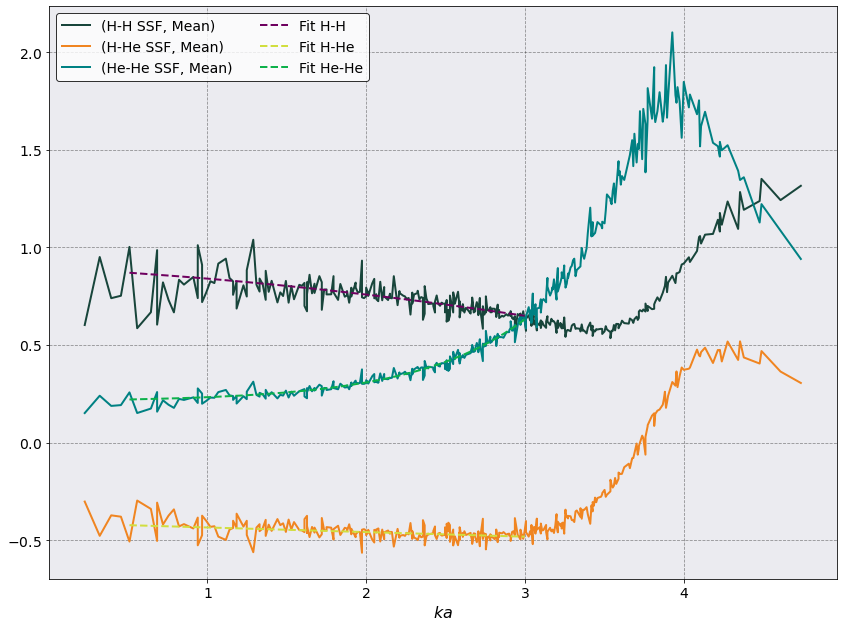 (H-H SSF, Mean)
(H-He SSF, Mean)
(He-He SSF, Mean)
Fit H-H
Fit H-He
Fit He-He
2.0
1.5
1.0
0.5
0.0
−0.5
1
2
3
4
ka